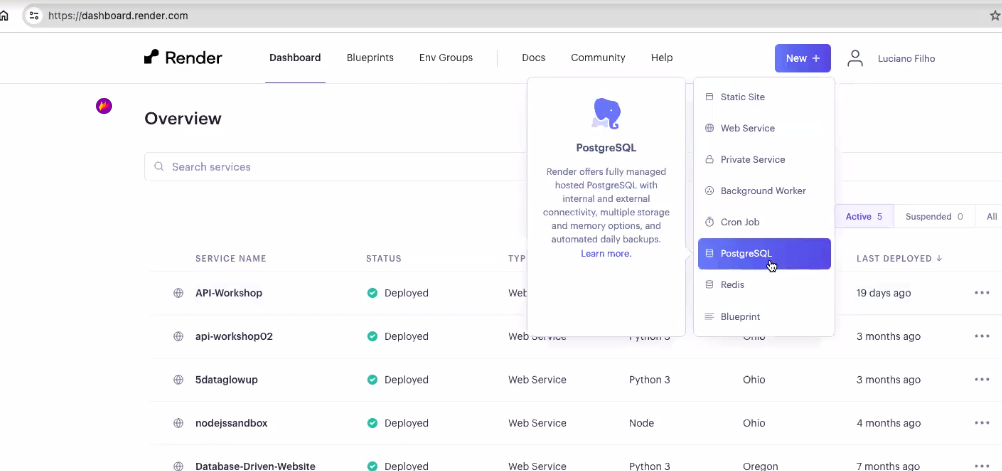 https://dashboard.render.com
Render
Dashboard
Blueprints
Env Groups
Docs
Community
Help
New +
Luciano Filho
Overview
Search services
PostgreSQL
Render offers fully managed
hosted PostgreSQL with
internal and external
connectivity, multiple storage
and memory options, and
automated daily backups.
Learn more.
Static Site
Web Service
Private Service
Background Worker
Cron Job
PostgreSQL
Redis
Blueprint
Active 5
Suspended 0
All
SERVICE NAME STATUS TYP LAST DEPLOYED ↓
API-Workshop Deployed Web 19 days ago
api-workshop02 Deployed Web Service Python 3 Ohio 3 months ago
5dataglowup Deployed Web Service Python 3 Ohio 3 months ago
nodejssandbox Deployed Web Service Node Ohio 4 months ago
Database-Driven-Website Deployed Web Service Python 3 Oregon 7 months ago